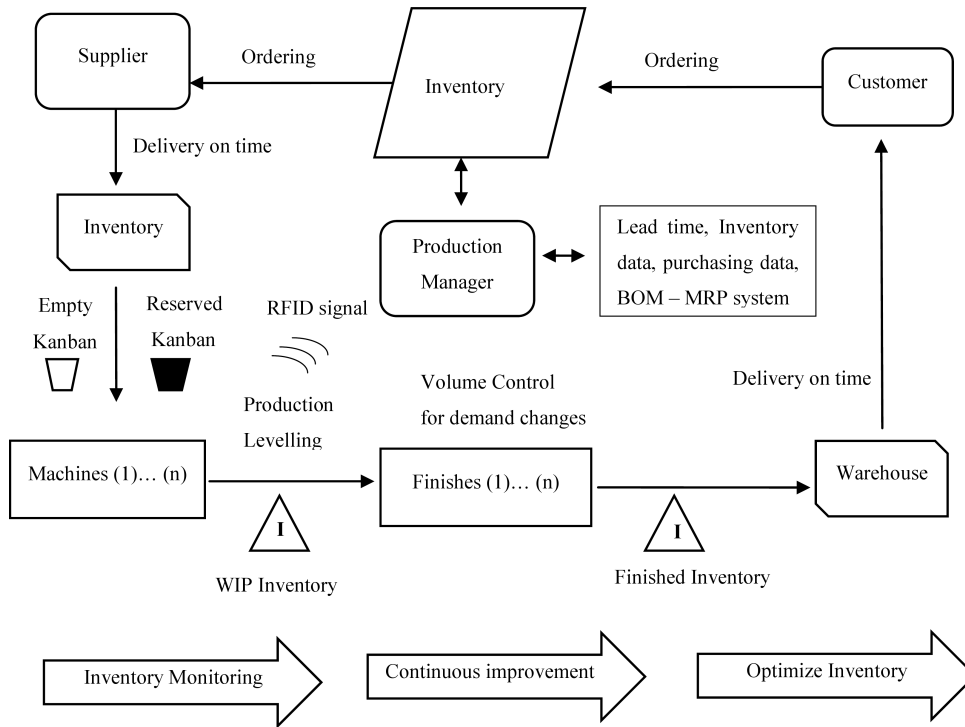 Supplier
Ordering
Inventory
Ordering
Customer
Delivery on time
Inventory
Production
Manager
Lead time, Inventory
data, purchasing data,
BOM – MRP system
Empty
Kanban
Reserved
Kanban
RFID signal
Production
Levelling
Volume Control
for demand changes
Delivery on time
Machines (1)… (n)
Finishes (1)… (n)
Warehouse
I
I
WIP Inventory
Finished Inventory
Inventory Monitoring
Continuous improvement
Optimize Inventory